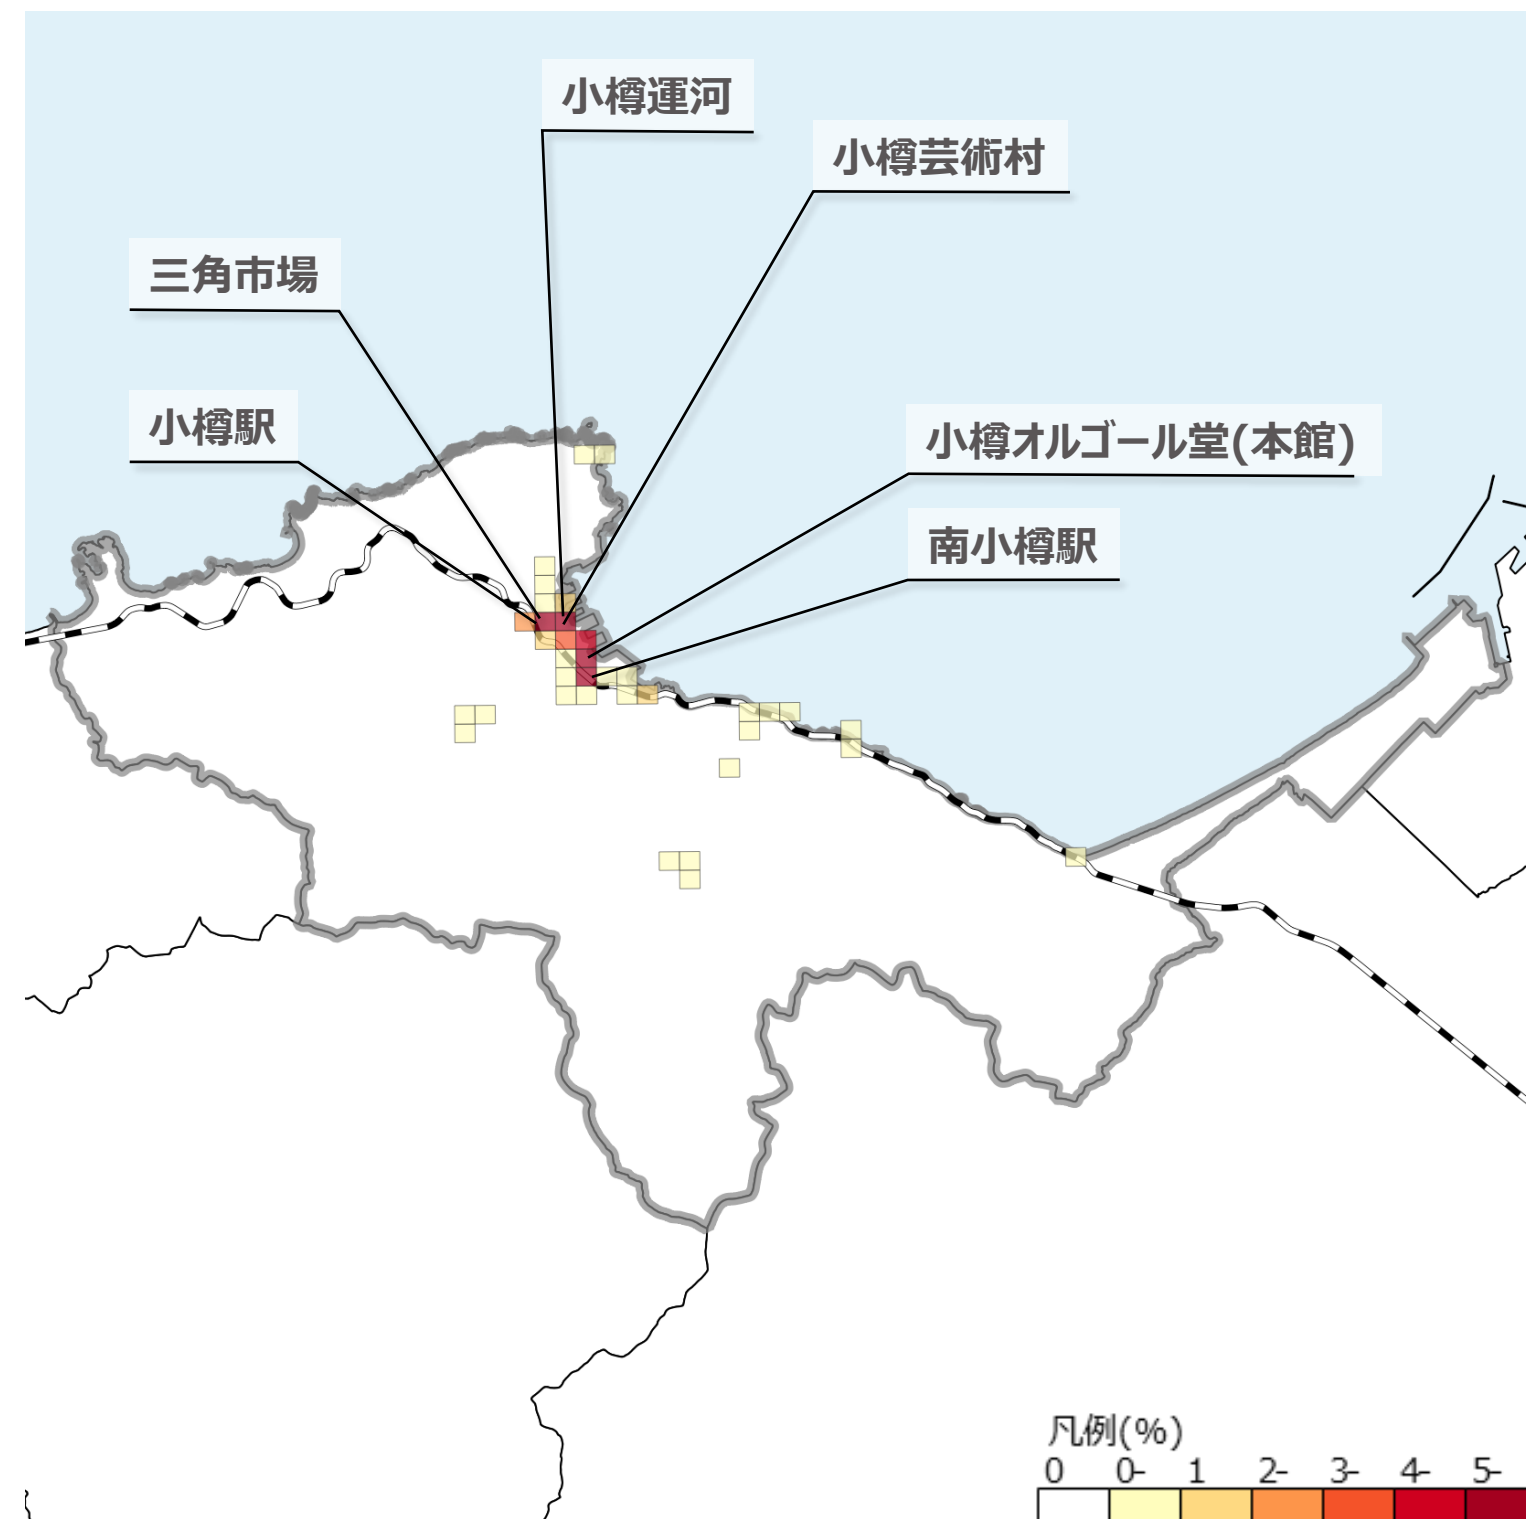 小樽運河
小樽芸術村
三角市場
小樽駅
小樽オルゴール堂(本館)
南小樽駅
凡例(%)
0 0- 1 2- 3- 4- 5-